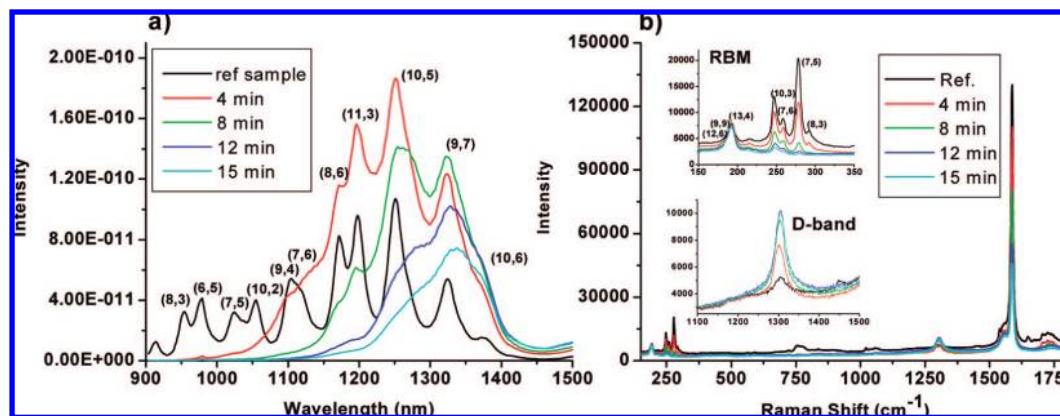 a)
2.00E-010
1.60E-010
1.20E-010
8.00E-011
4.00E-011
0.00E+000
Intensity
ref sample
4 min
8 min
12 min
15 min
(8,3)
(6,5)
(7,5)
(10,2)
(9,4)
(7,6)
(8,6)
(11,3)
(10,5)
(9,7)
(10,6)
900 1000 1100 1200 1300 1400 1500
Wavelength (nm)
b)
150000
120000
90000
60000
30000
0
Intensity
RBM
20000
15000
10000
5000
0
(12,6)
(9,9)
(13,4)
(10,3)
(7,6)
(7,5)
(8,3)
150 200 250 300 350
D-band
10000
8000
6000
4000
1100 1200 1300 1400 1500
Ref.
4 min
8 min
12 min
15 min
250 500 750 1000 1250 1500 175
Raman Shift (cm-1)